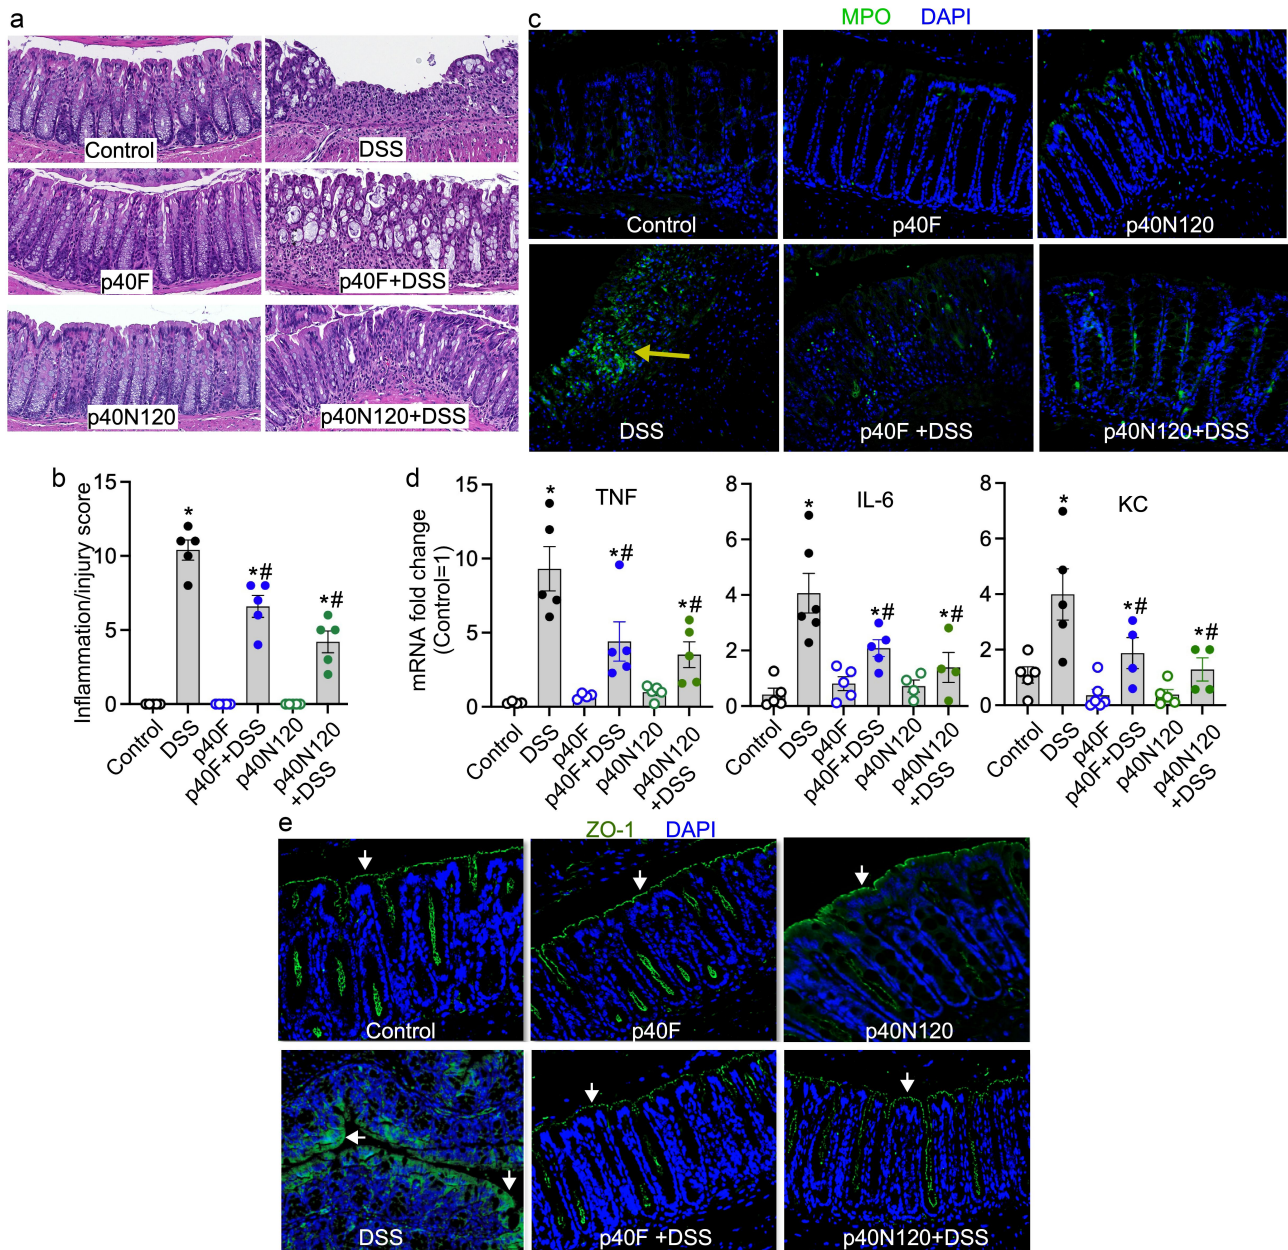 a
Control
DSS
p40F
p40F+DSS
p40N120
p40N120+DSS
c
MPO DAPI
Control
p40F
p40N120
DSS
p40F +DSS
p40N120+DSS
b
Inflammation/injury score
15
10
5
0
*
*#
*#
Control
DSS
p40F
p40F+DSS
p40N120
p40N120
+DSS
d
mRNA fold change
(Control=1)
TNF
15
10
5
0
*
*#
*#
Control
DSS
p40F
p40F+DSS
p40N120
p40N120
+DSS
IL-6
8
6
4
2
0
*
*#
*#
Control
DSS
p40F
p40F+DSS
p40N120
p40N120
+DSS
KC
8
6
4
2
0
*
*#
*#
Control
DSS
p40F
p40F+DSS
p40N120
p40N120
+DSS
e
ZO-1 DAPI
Control
p40F
p40N120
DSS
p40F +DSS
p40N120+DSS